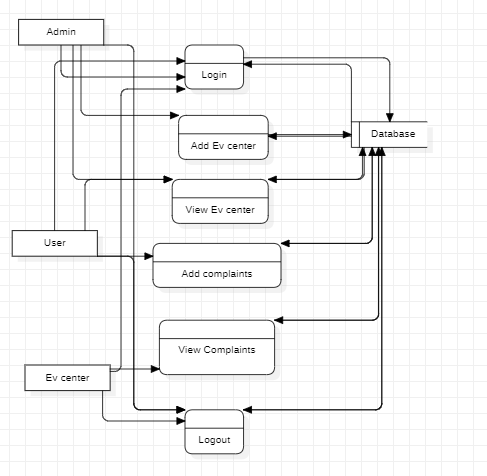 Admin
Login
Database
Add Ev center
View Ev center
User
Add complaints
View Complaints
Ev center
Logout